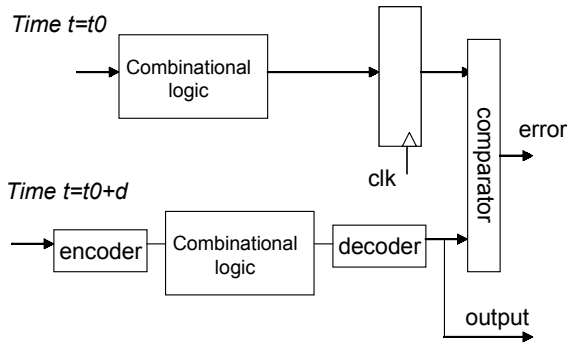 Time t=t0
Combinational
logic
clk
comparator
error
Time t=t0+d
encoder
Combinational
logic
decoder
output